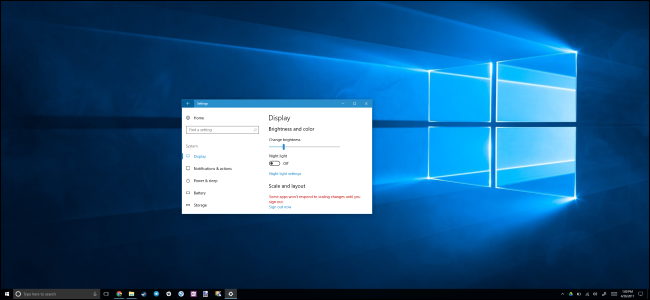 Settings
Home
Find a setting
System
Display
Notifications & actions
Power & sleep
Battery
Storage
Display
Brightness and color
Change brightness
Night light
Off
Night light settings
Scale and layout
Some apps won't respond to scaling changes until you
sign out.
Sign out now
Type here to search